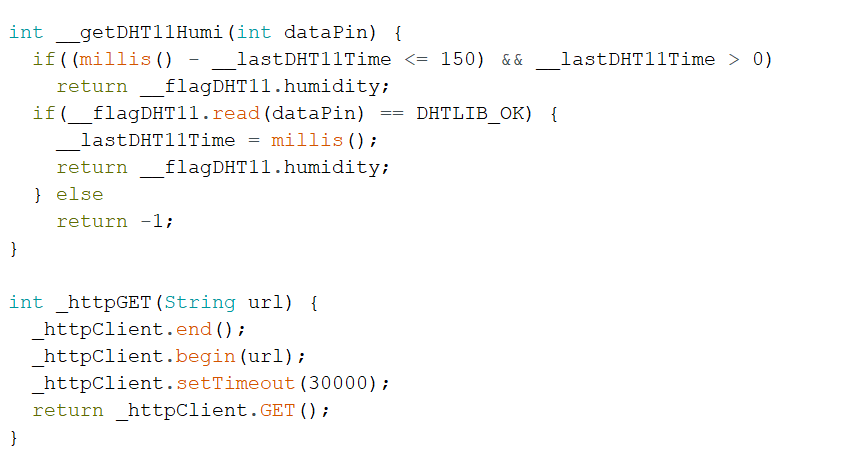 int __getDHT11Humi(int dataPin) {
  if((millis() - __lastDHT11Time <= 150) && __lastDHT11Time > 0)
    return __flagDHT11.humidity;
  if(__flagDHT11.read(dataPin) == DHTLIB_OK) {
    __lastDHT11Time = millis();
    return __flagDHT11.humidity;
  } else
    return -1;
}

int _httpGET(String url) {
  _httpClient.end();
  _httpClient.begin(url);
  _httpClient.setTimeout(30000);
  return _httpClient.GET();
}